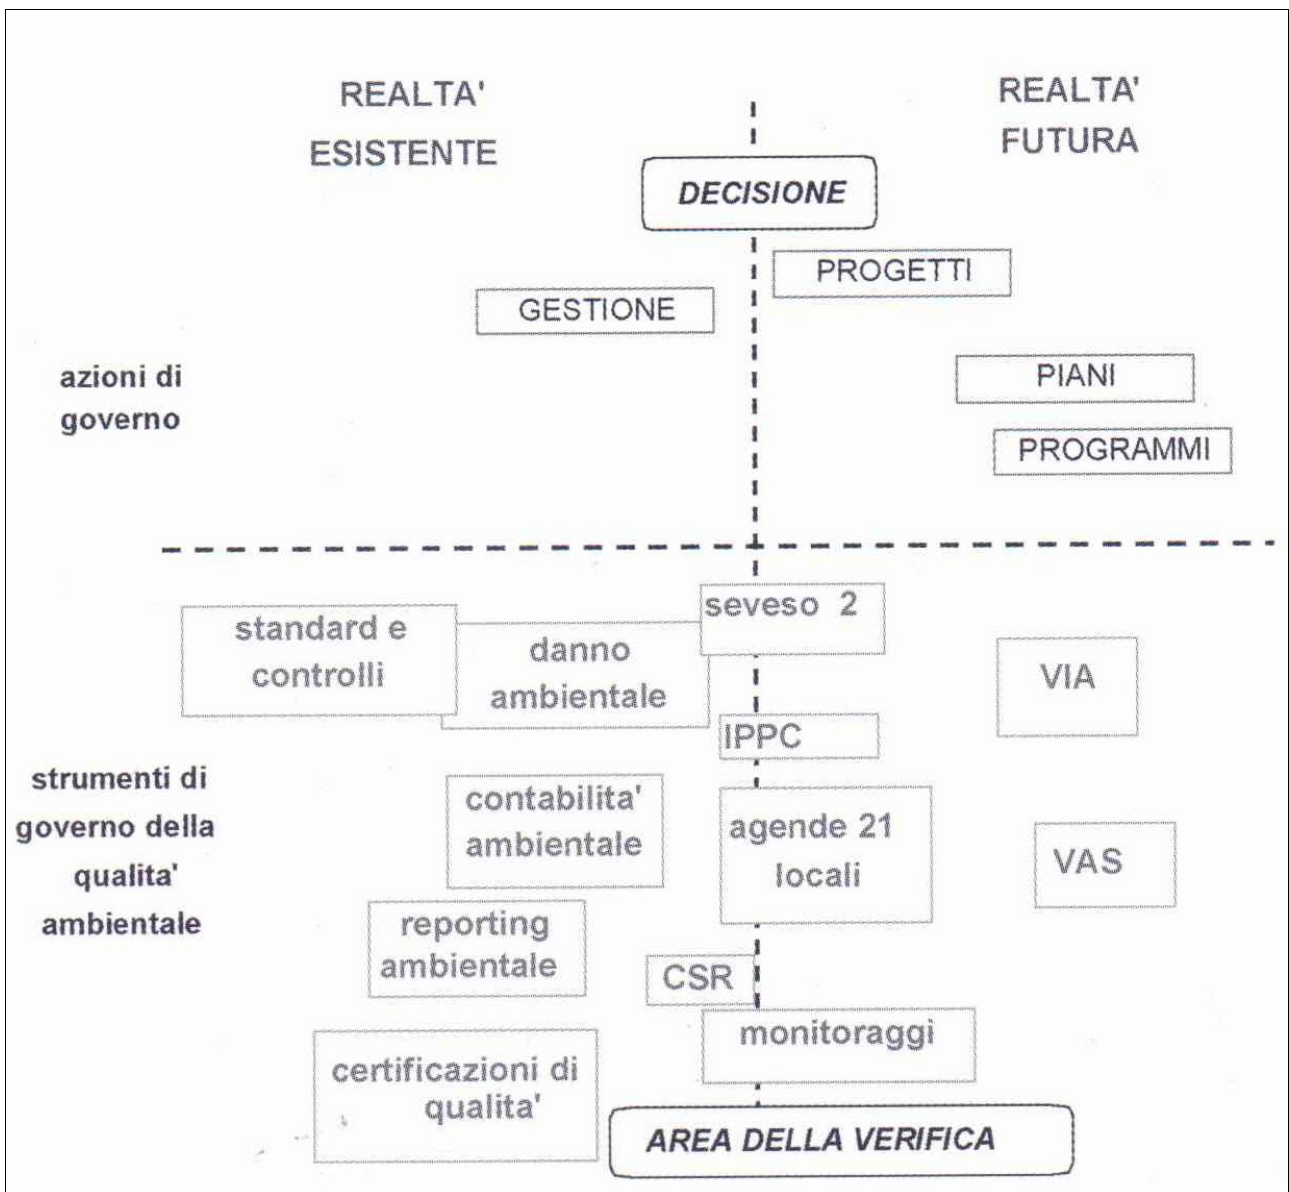 REALTA'
ESISTENTE
REALTA'
FUTURA
DECISIONE
PROGETTI
GESTIONE
azioni di
governo
PIANI
PROGRAMMI
seveso 2
standard e
controlli
danno
ambientale
VIA
IPPC
strumenti di
governo della
qualita'
ambientale
contabilita'
ambientale
agende 21
locali
VAS
reporting
ambientale
CSR
monitoraggi
certificazioni di
qualita'
AREA DELLA VERIFICA